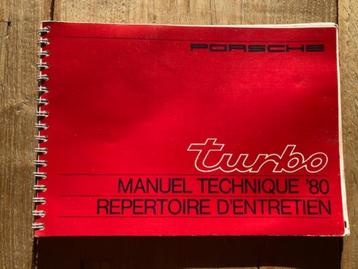 PORSCHE
turbo
MANUEL TECHNIQUE '80
REPERTOIRE D'ENTRETIEN